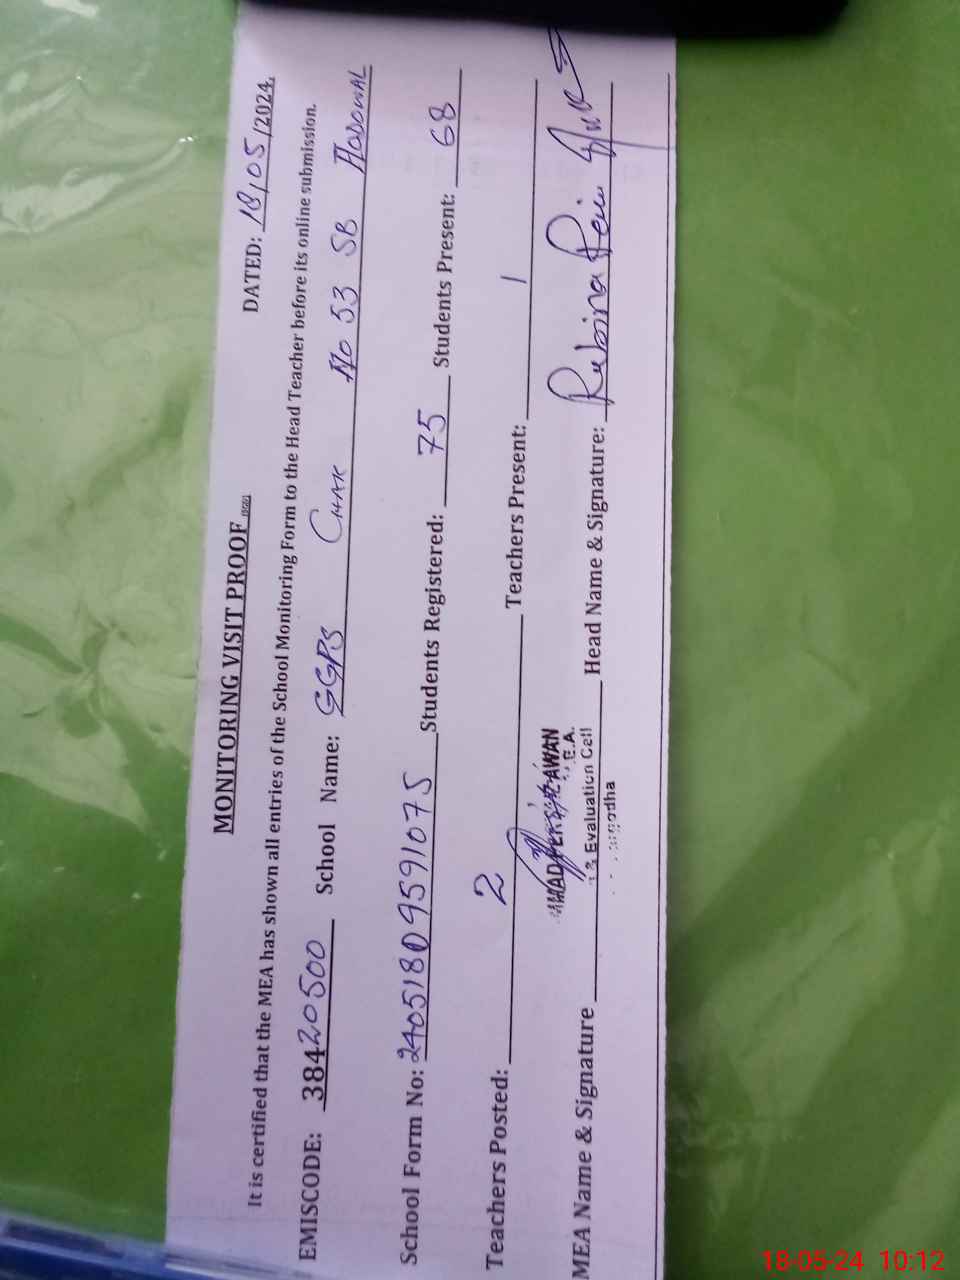 MONITORING VISIT PROOF
DATED: 18/05/2024.
It is certified that the MEA has shown all entries of the School Monitoring Form to the Head Teacher before its online submission.
EMISCODE: 38420500 School Name: GGPS CHAK No 53 SB
School Form No: 24051809591075 Students Registered: 75 Students Present: 68
Teachers Posted: 2 Teachers Present: 1
MEA Name & Signature AWAN Head Name & Signature: Rubina
E.A.
& Evaluation Cell
18-05-24 10:12